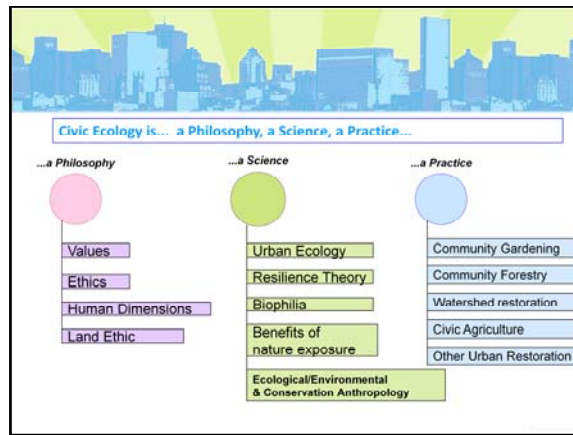 Civic Ecology is... a Philosophy, a Science, a Practice...
...a Philosophy
Values
Ethics
Human Dimensions
Land Ethic
...a Science
Urban Ecology
Resilience Theory
Biophilia
Benefits of
nature exposure
Ecological/Environmental
& Conservation Anthropology
...a Practice
Community Gardening
Community Forestry
Watershed restoration
Civic Agriculture
Other Urban Restoration